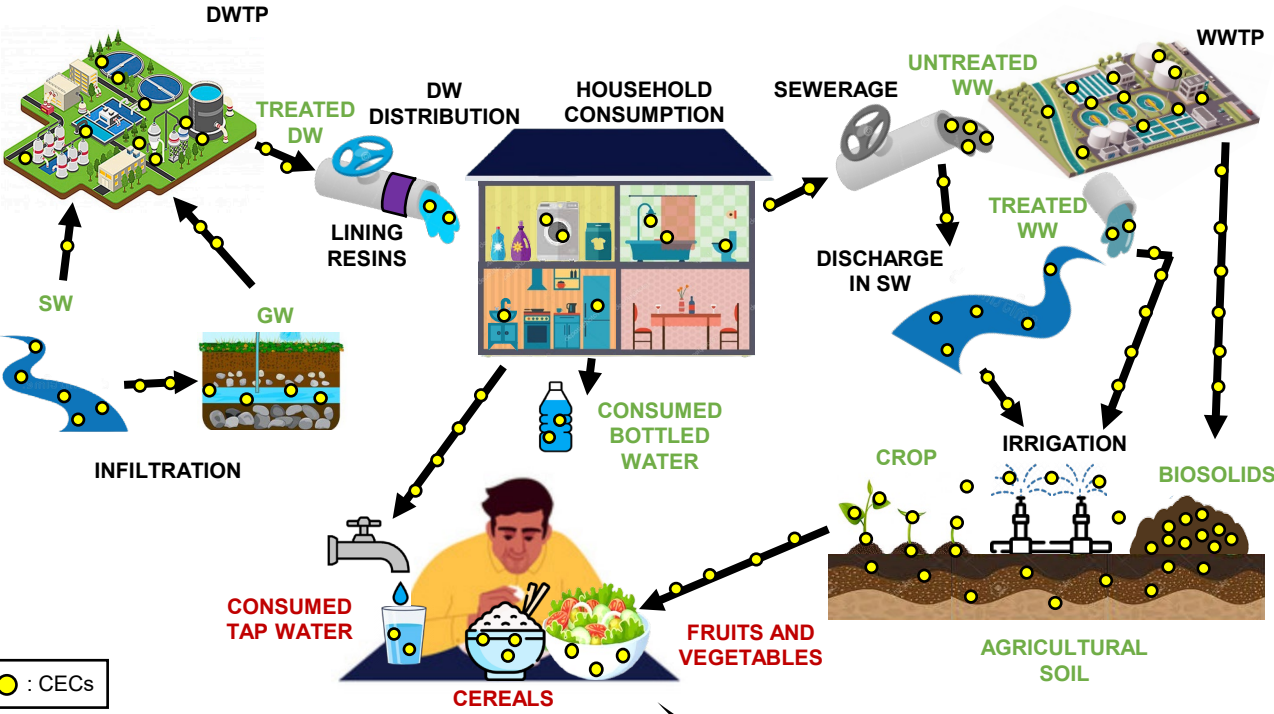 DWTP
WWTP
TREATED
DW
DW
DISTRIBUTION
HOUSEHOLD
CONSUMPTION
SEWERAGE
UNTREATED
WW
LINING
RESINS
TREATED
WW
DISCHARGE
IN SW
SW
GW
INFILTRATION
CONSUMED
BOTTLED
WATER
IRRIGATION
CROP
BIOSOLIDS
CONSUMED
TAP WATER
FRUITS AND
VEGETABLES
CEREALS
AGRICULTURAL
SOIL
: CECs